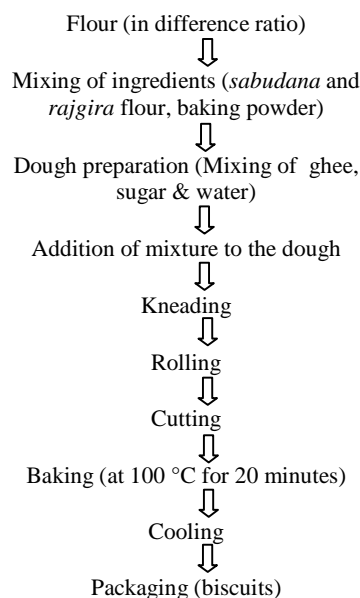 Flour (in difference ratio)
Mixing of ingredients (sabudana and
rajgira flour, baking powder)
Dough preparation (Mixing of ghee,
sugar & water)
Addition of mixture to the dough
Kneading
Rolling
Cutting
Baking (at 100 °C for 20 minutes)
Cooling
Packaging (biscuits)